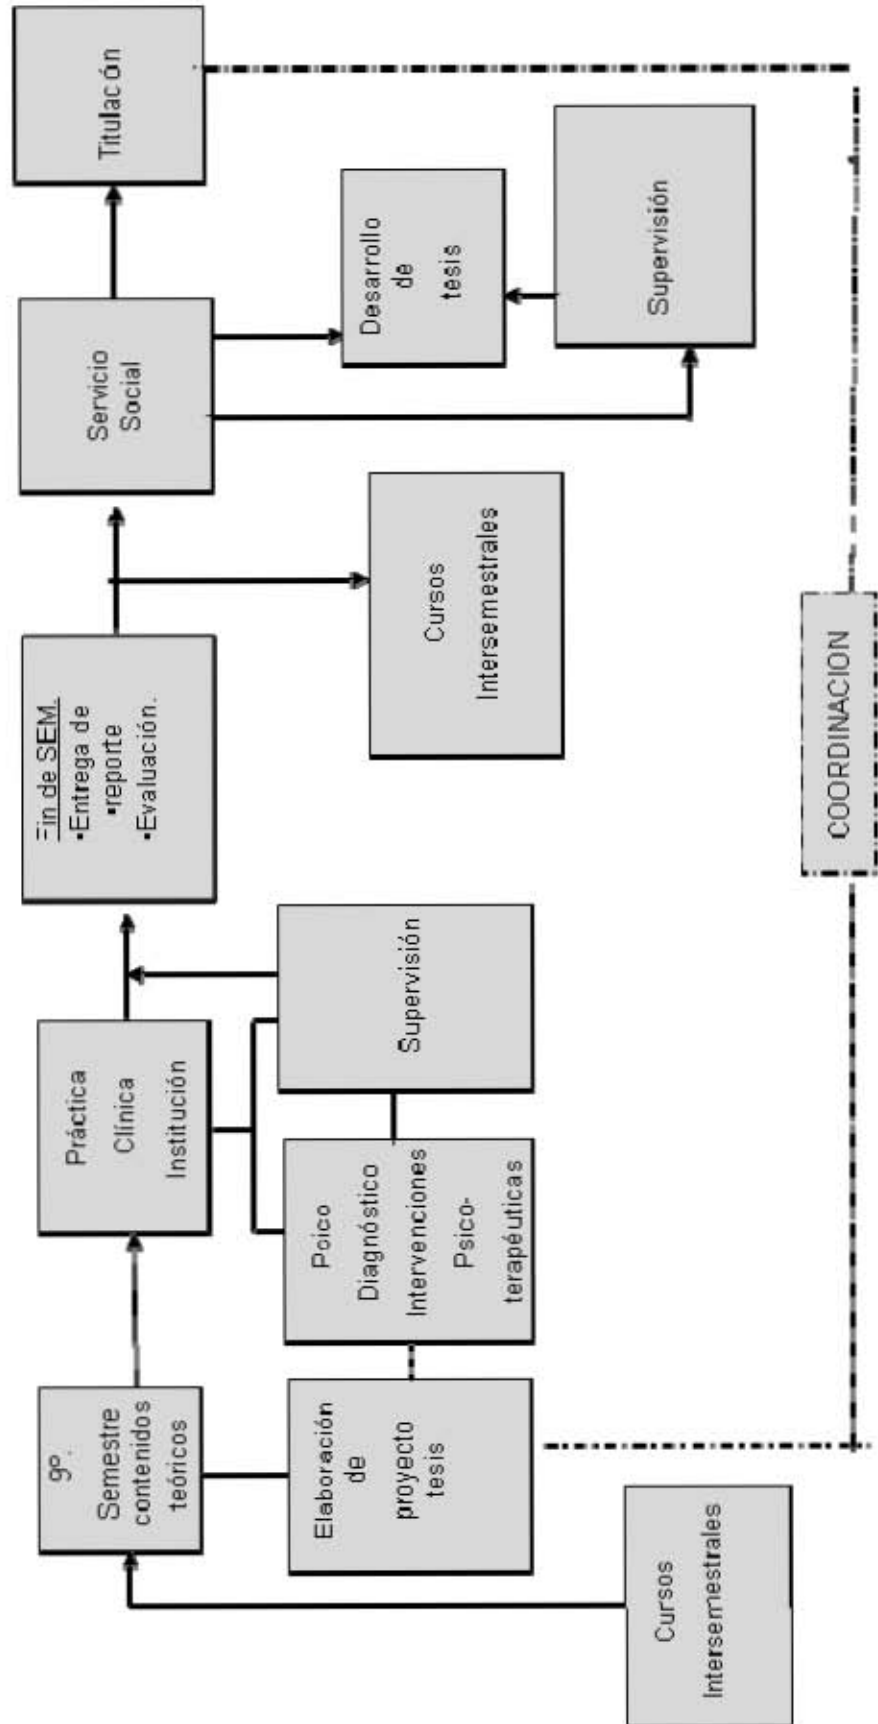 9º.
Semestre
contenidos
teóricos
Práctica
Clínica
Institución
Fin de SEM.
•Entrega de
•reporte
•Evaluación.
Servicio
Social
Titulación
Elaboración
de
proyecto
tesis
Poico
Diagnóstico
Intervenciones
Psico-
terapéuticas
Supervisión
Cursos
Intersemestrales
Desarrollo
de
tesis
Supervisión
Cursos
Intersemestrales
COORDINACION